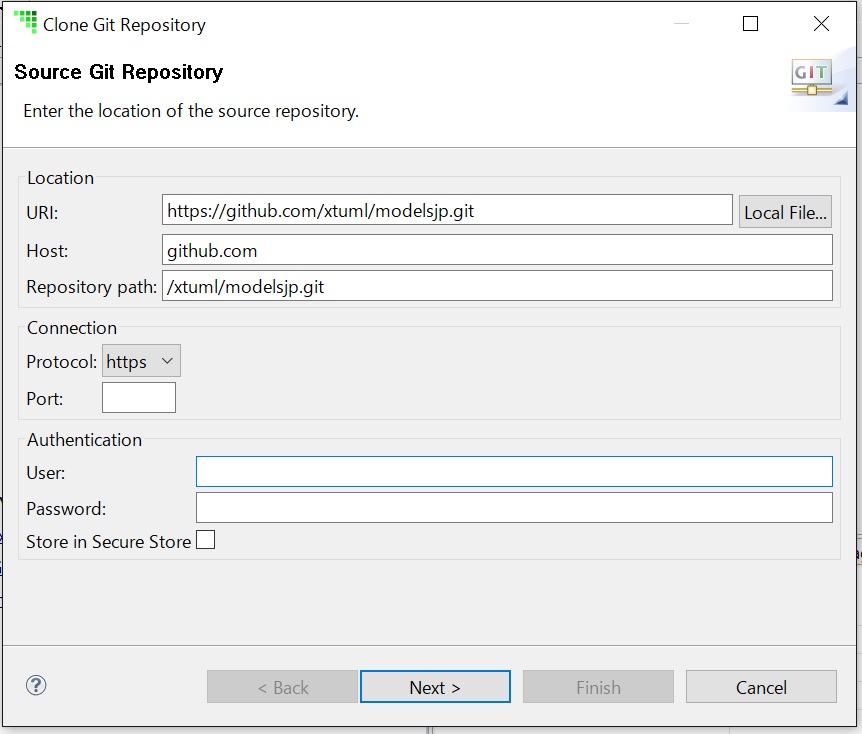 Clone Git Repository
Source Git Repository
GIT
Enter the location of the source repository.
Location
URI: https://github.com/xtuml/modelsjp.git Local File...
Host: github.com
Repository path: /xtuml/modelsjp.git
Connection
Protocol: https
Port:
Authentication
User:
Password:
Store in Secure Store
? < Back Next > Finish Cancel